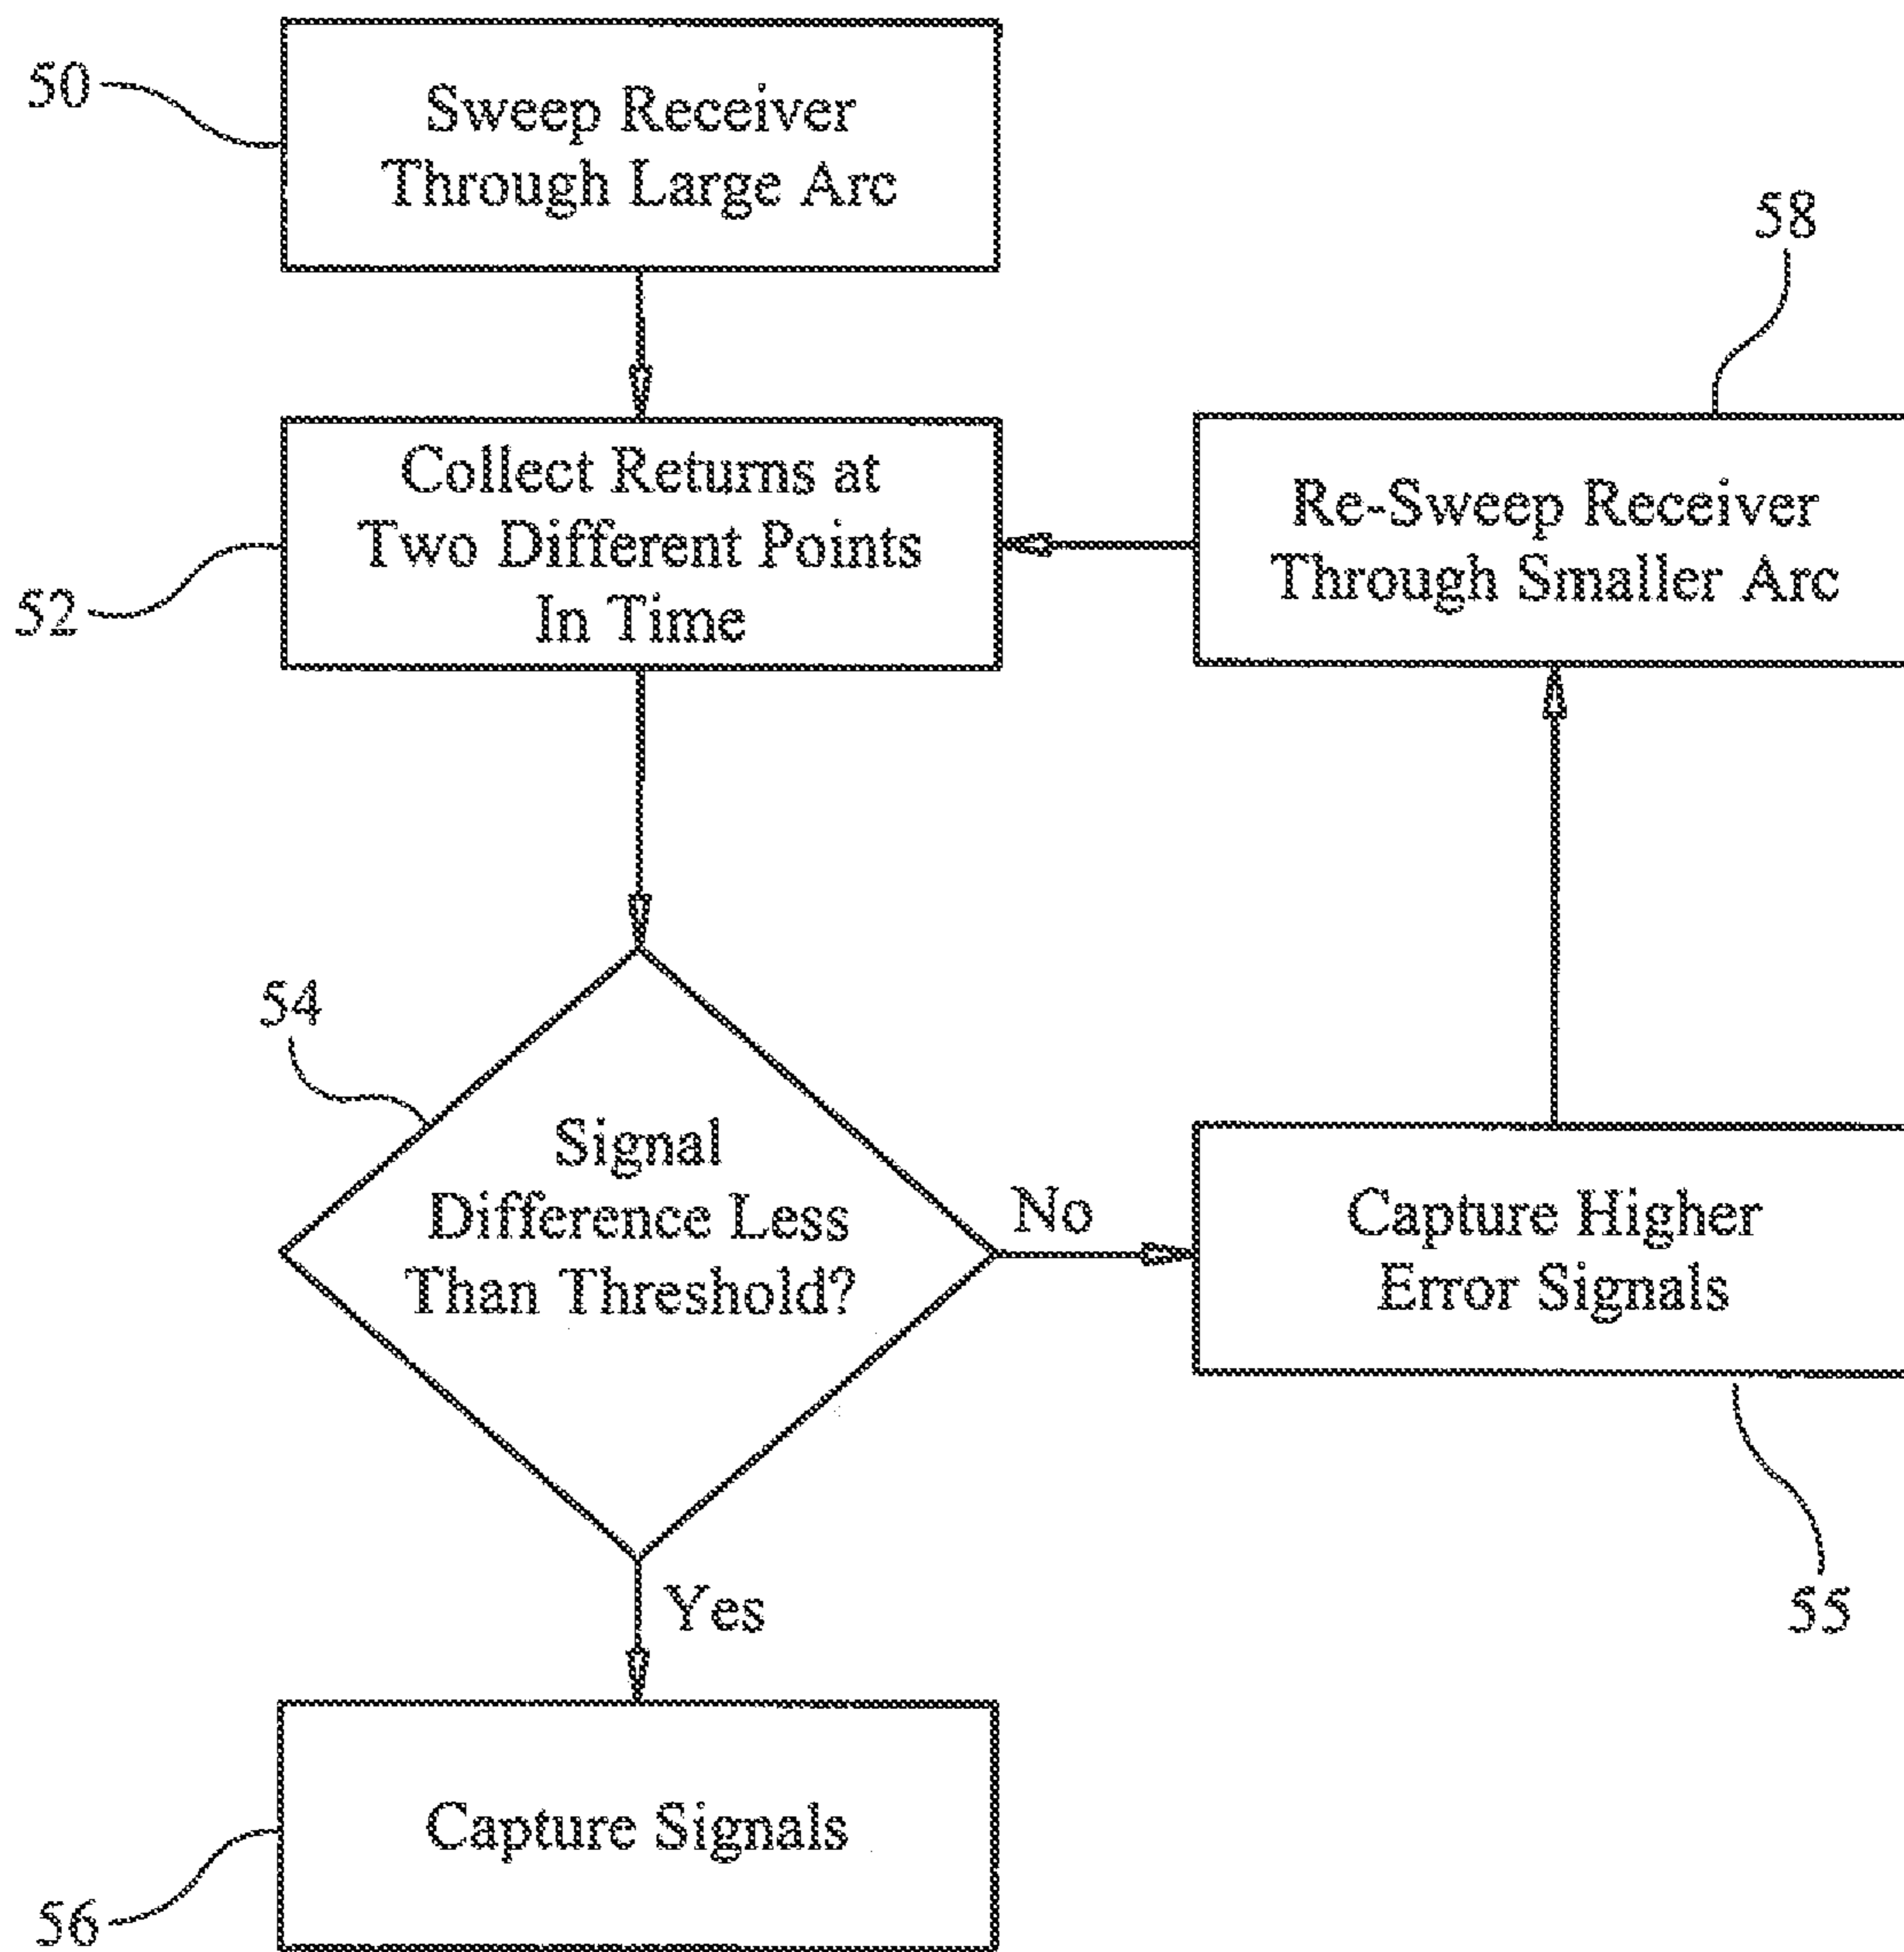 50
Sweep Receiver
Through Large Arc
58
52
Collect Returns at
Two Different Points
In Time
Re-Sweep Receiver
Through Smaller Arc
54
Signal
Difference Less
Than Threshold?
No
Capture Higher
Error Signals
55
Yes
56
Capture Signals